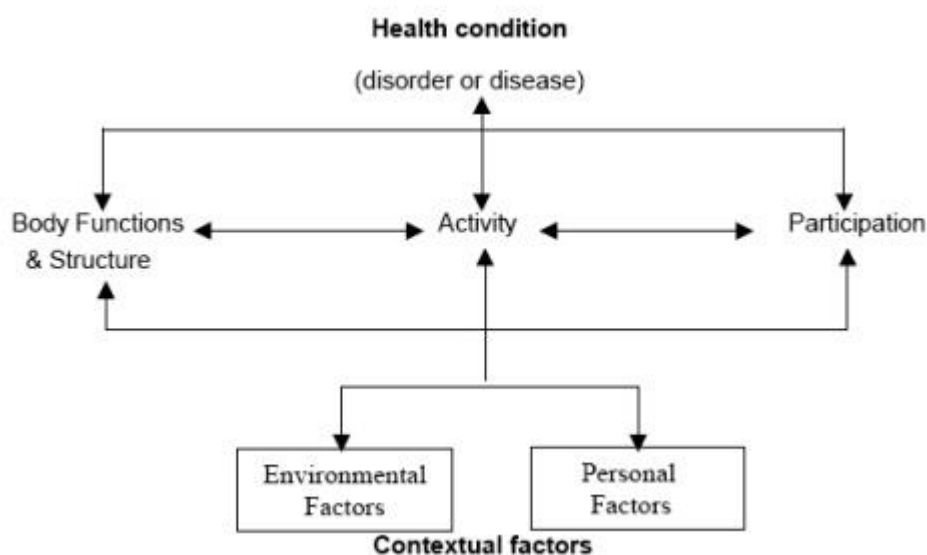 Health condition
(disorder or disease)
Body Functions
& Structure
Activity
Participation
Environmental
Factors
Personal
Factors
Contextual factors